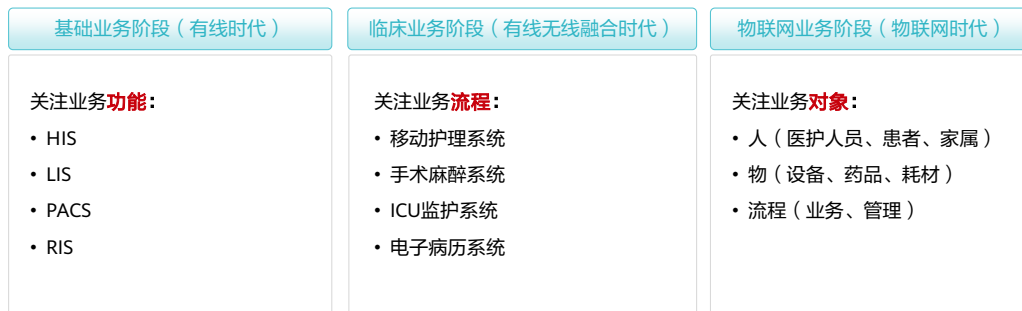 基础业务阶段（有线时代）
关注业务功能：
• HIS
• LIS
• PACS
• RIS
临床业务阶段（有线无线融合时代）
关注业务流程：
• 移动护理系统
• 手术麻醉系统
• ICU监护系统
• 电子病历系统
物联网业务阶段（物联网时代）
关注业务对象：
• 人（医护人员、患者、家属）
• 物（设备、药品、耗材）
• 流程（业务、管理）